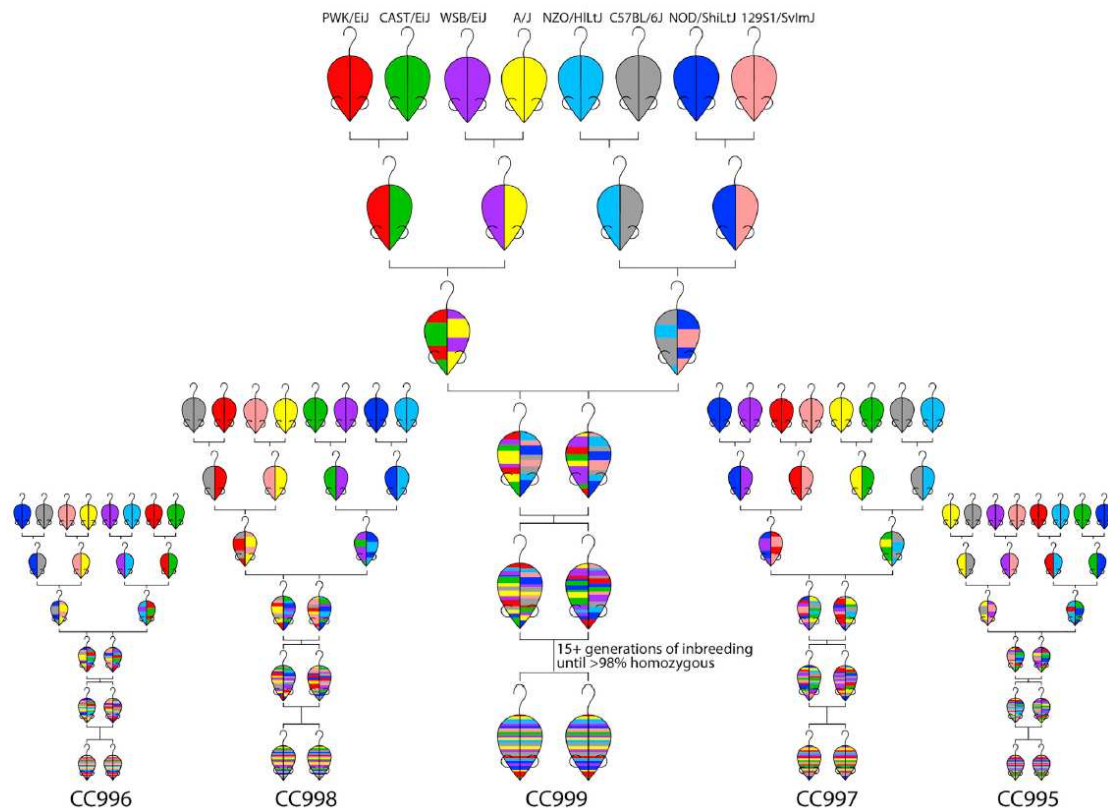 PWK/EiJ CAST/EiJ WSB/EiJ A/J NZO/HlLtJ C57BL/6J NOD/ShiLtJ 129S1/SvlmJ
15+ generations of inbreeding
until >98% homozygous
CC996 CC998 CC999 CC997 CC995